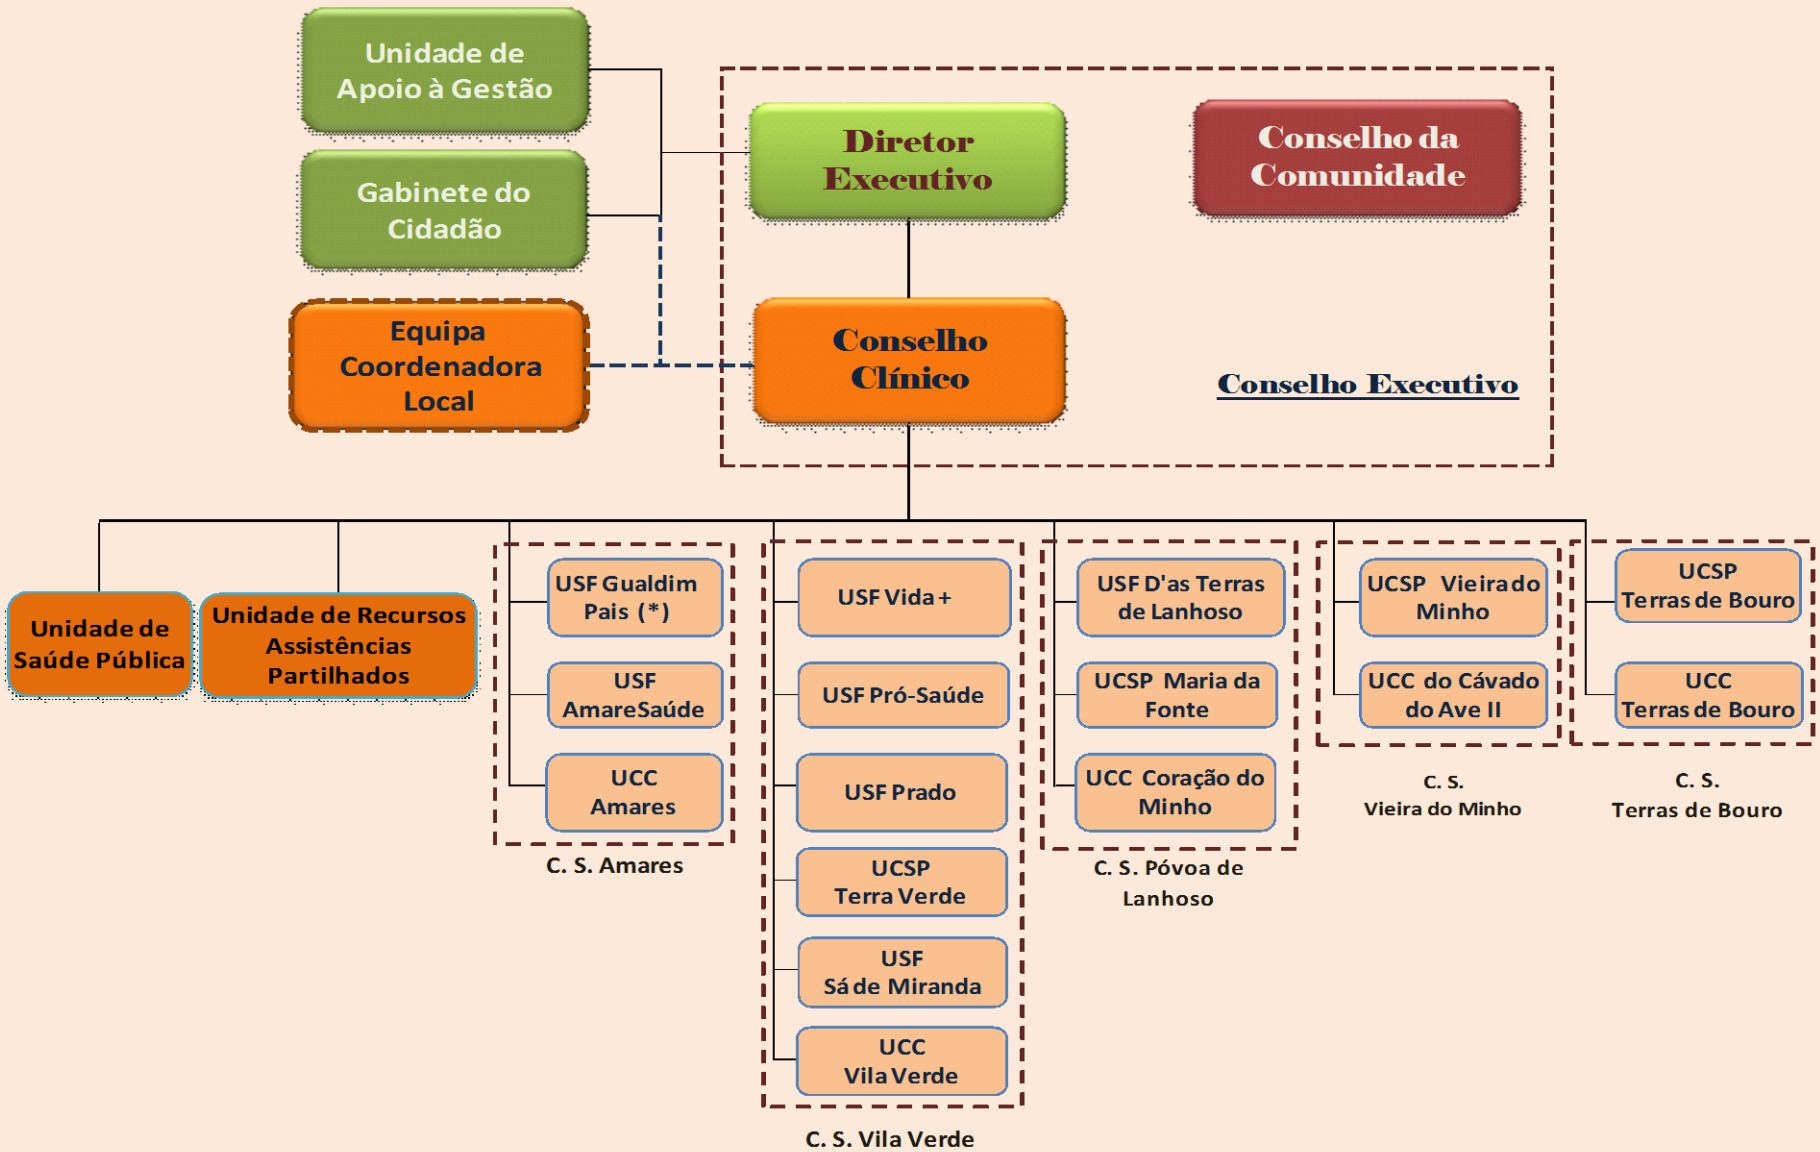 Unidade de
Apoio à Gestão
Gabinete do
Cidadão
Equipa
Coordenadora
Local
Diretor
Executivo
Conselho da
Comunidade
Conselho
Clínico
Conselho Executivo
Unidade de
Saúde Pública
Unidade de Recursos
Assistências
Partilhados
USF Gualdim
Pais (*)
USF
AmareSaúde
UCC
Amares
C. S. Amares
USF Vida+
USF Pró-Saúde
USF Prado
UCSP
Terra Verde
USF
Sá de Miranda
UCC
Vila Verde
C. S. Vila Verde
USF D'as Terras
de Lanhoso
UCSP Maria da
Fonte
UCC Coração do
Minho
C. S. Póvoa de
Lanhoso
UCSP Vieira do
Minho
UCC do Cávado
do Ave II
C. S.
Vieira do Minho
UCSP
Terras de Bouro
UCC
Terras de Bouro
C. S.
Terras de Bouro